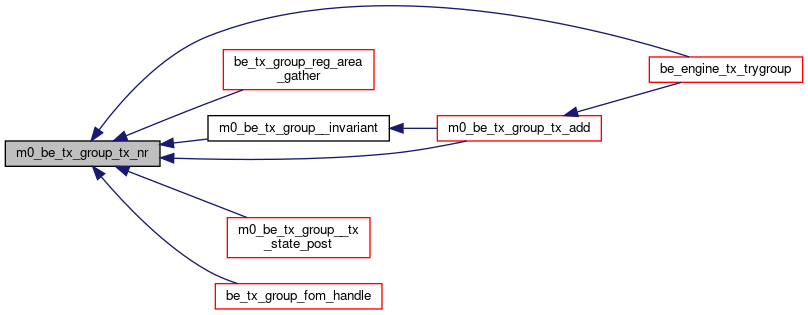 be_tx_group_reg_area
_gather
be_engine_tx_trygroup
m0_be_tx_group__invariant
m0_be_tx_group_tx_add
m0_be_tx_group_tx_nr
m0_be_tx_group__tx
_state_post
be_tx_group_fom_handle